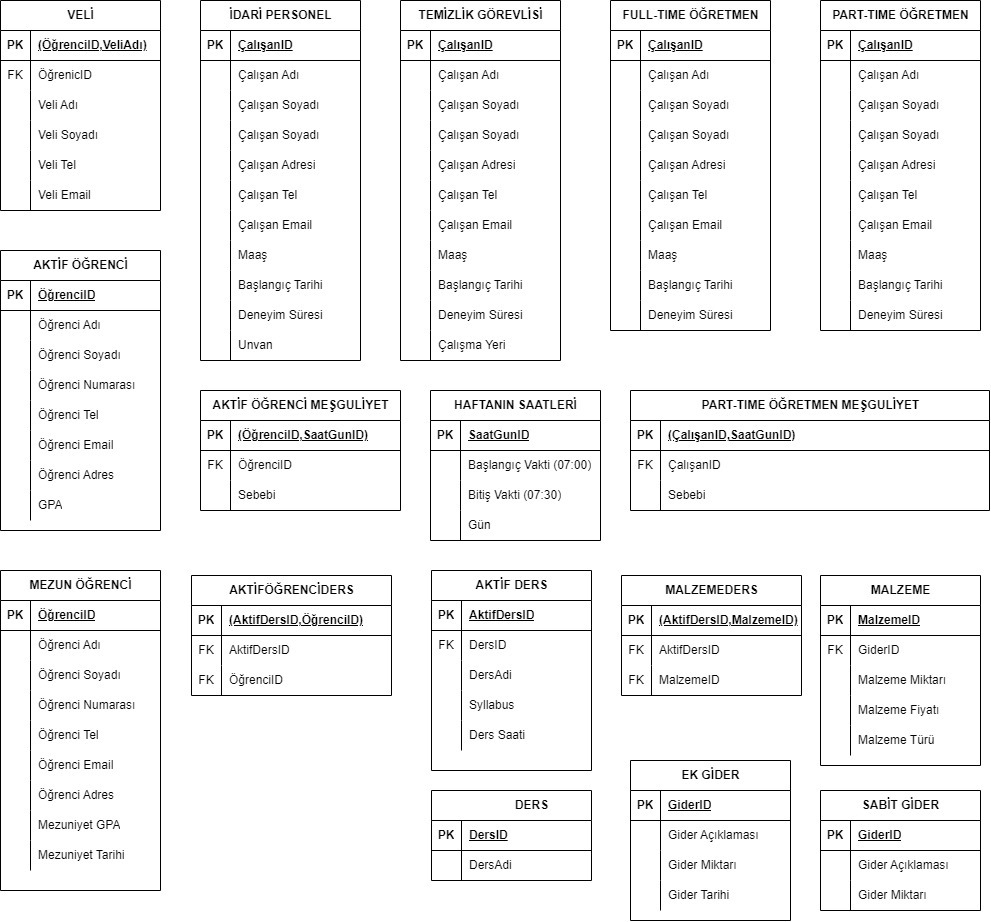 VELİ
PK (ÖğrenciID,VeliAdı)
FK ÖğrenicID
Veli Adı
Veli Soyadı
Veli Tel
Veli Email
İDARİ PERSONEL
PK ÇalışanID
Çalışan Adı
Çalışan Soyadı
Çalışan Soyadı
Çalışan Adresi
Çalışan Tel
Çalışan Email
Maaş
Başlangıç Tarihi
Deneyim Süresi
Unvan
TEMİZLİK GÖREVLİSİ
PK ÇalışanID
Çalışan Adı
Çalışan Soyadı
Çalışan Soyadı
Çalışan Adresi
Çalışan Tel
Çalışan Email
Maaş
Başlangıç Tarihi
Deneyim Süresi
Çalışma Yeri
FULL-TIME ÖĞRETMEN
PK ÇalışanID
Çalışan Adı
Çalışan Soyadı
Çalışan Soyadı
Çalışan Adresi
Çalışan Tel
Çalışan Email
Maaş
Başlangıç Tarihi
Deneyim Süresi
PART-TIME ÖĞRETMEN
PK ÇalışanID
Çalışan Adı
Çalışan Soyadı
Çalışan Soyadı
Çalışan Adresi
Çalışan Tel
Çalışan Email
Maaş
Başlangıç Tarihi
Deneyim Süresi
AKTİF ÖĞRENCİ
PK ÖğrenciID
Öğrenci Adı
Öğrenci Soyadı
Öğrenci Numarası
Öğrenci Tel
Öğrenci Email
Öğrenci Adres
GPA
AKTİF ÖĞRENCİ MEŞGULİYET
PK (ÖğrenciID,SaatGunID)
FK ÖğrenciID
Sebebi
HAFTANIN SAATLERİ
PK SaatGunID
Başlangıç Vakti (07:00)
Bitiş Vakti (07:30)
Gün
PART-TIME ÖĞRETMEN MEŞGULİYET
PK (ÇalışanID,SaatGunID)
FK ÇalışanID
Sebebi
MEZUN ÖĞRENCİ
PK ÖğrenciID
Öğrenci Adı
Öğrenci Soyadı
Öğrenci Numarası
Öğrenci Tel
Öğrenci Email
Öğrenci Adres
Mezuniyet GPA
Mezuniyet Tarihi
AKTİFÖĞRENCİDERS
PK (AktifDersID,ÖğrenciID)
FK AktifDersID
FK ÖğrenciID
AKTİF DERS
PK AktifDersID
FK DersID
DersAdi
Syllabus
Ders Saati
MALZEMEDERS
PK (AktifDersID,MalzemeID)
FK AktifDersID
FK MalzemeID
MALZEME
PK MalzemeID
FK GiderID
Malzeme Miktarı
Malzeme Fiyatı
Malzeme Türü
DERS
PK DersID
DersAdi
EK GİDER
PK GiderID
Gider Açıklaması
Gider Miktarı
Gider Tarihi
SABİT GİDER
PK GiderID
Gider Açıklaması
Gider Miktarı